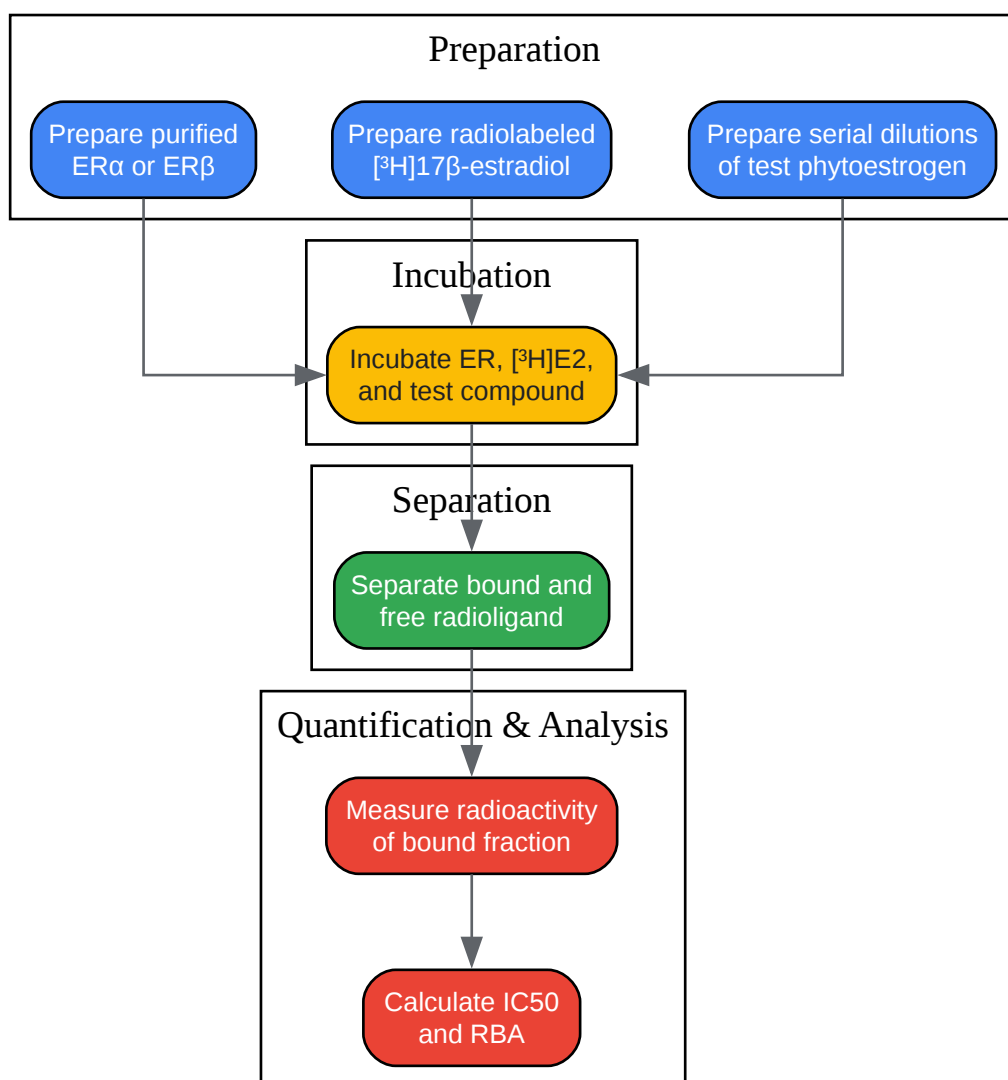 Preparation
Prepare purified
ERα or ERβ
Prepare radiolabeled
[³H]17β-estradiol
Prepare serial dilutions
of test phytoestrogen
Incubation
Incubate ER, [³H]E2,
and test compound
Separation
Separate bound and
free radioligand
Quantification & Analysis
Measure radioactivity
of bound fraction
Calculate IC50
and RBA